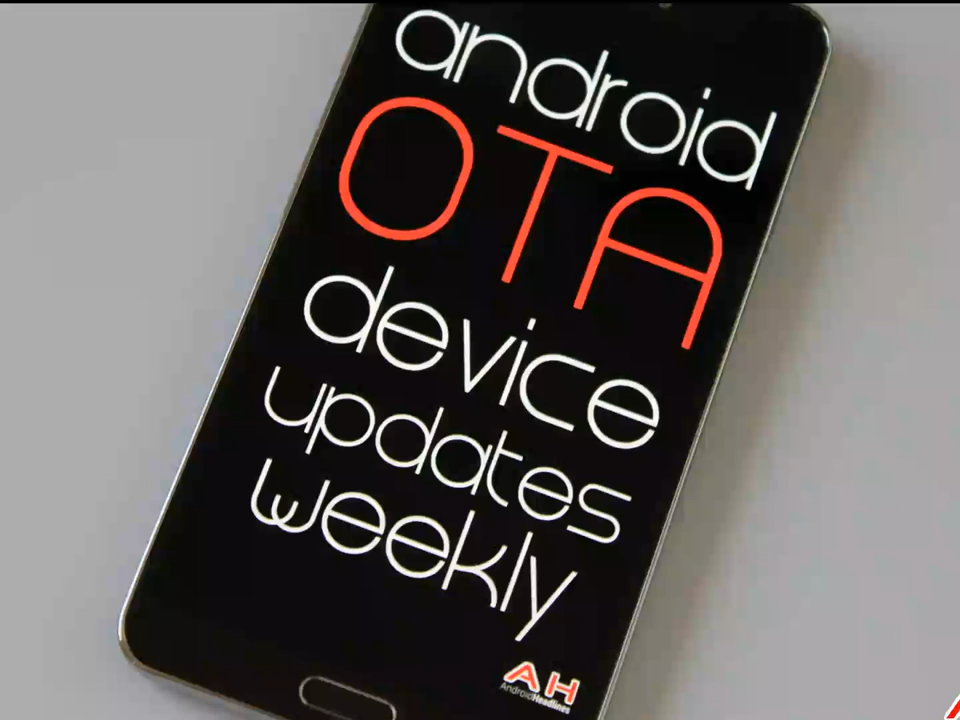 android
OTA
device
updates
weekly
AH
AndroidHeadlines